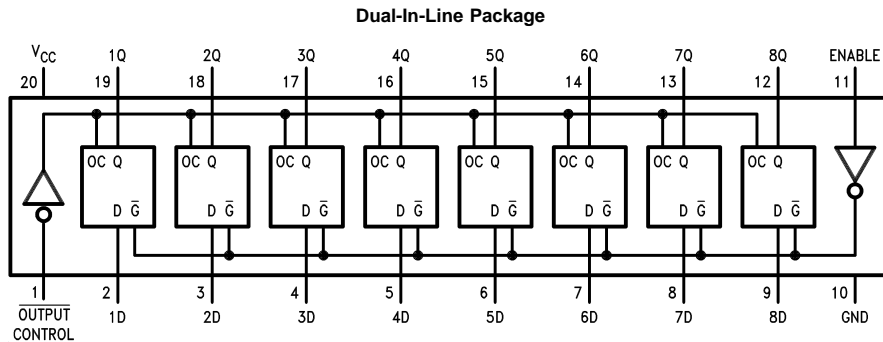 Dual-In-Line Package
VCC 1Q 2Q 3Q 4Q 5Q 6Q 7Q 8Q ENABLE
20 19 18 17 16 15 14 13 12 11
OC Q OC Q OC Q OC Q OC Q OC Q OC Q OC Q
D G̅ D G̅ D G̅ D G̅ D G̅ D G̅ D G̅ D G̅
1 2 3 4 5 6 7 8 9 10
OUTPUT 1D 2D 3D 4D 5D 6D 7D 8D GND
CONTROL